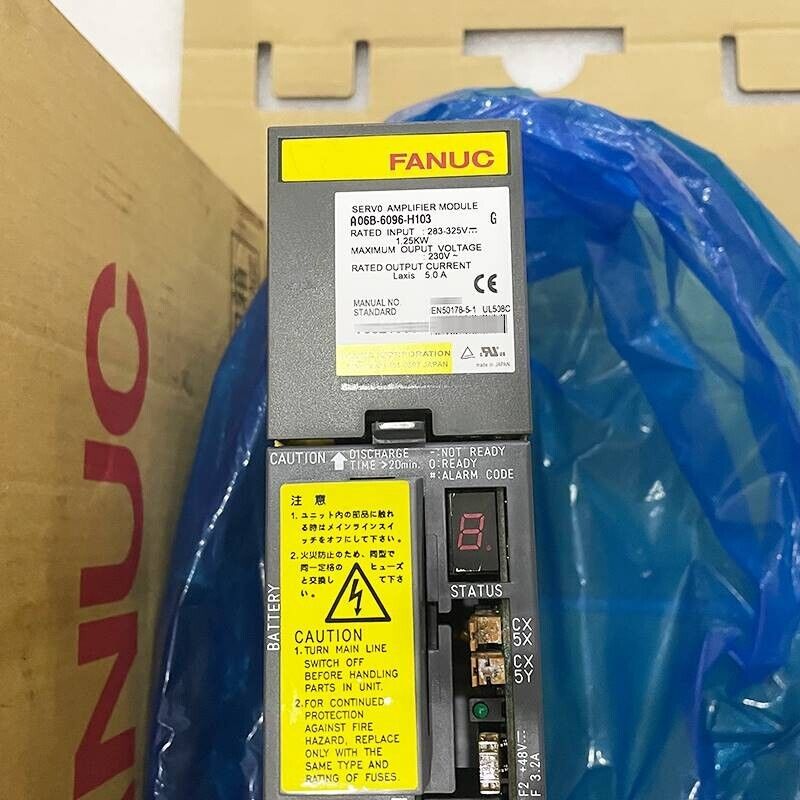 FANUC
SERVO AMPLIFIER MODULE
A06B-6096-H103 G
RATED INPUT : 283-325V⎓
1.25KW
MAXIMUM OUPUT VOLTAGE
: 230V ~
RATED OUTPUT CURRENT
Laxis 5.0 A
CE
MANUAL NO.
STANDARD EN50178-5-1 UL508C
CORPORATION
JAPAN
made in JAPAN
CAUTION DISCHARGE
TIME >20min.
-:NOT READY
0:READY
#:ALARM CODE
注 意
1. ユニット内の部品に触れ
る時はメインラインスイ
ッチをオフにして下さい。
2. 火災防止のため、同型で
同一定格の ヒューズ
と交換し て下さ
い。
CAUTION
1. TURN MAIN LINE
SWITCH OFF
BEFORE HANDLING
PARTS IN UNIT.
2. FOR CONTINUED
PROTECTION
AGAINST FIRE
HAZARD, REPLACE
ONLY WITH THE
SAME TYPE AND
RATING OF FUSES.
BATTERY
8.
STATUS
CX
5X
CX
5Y
F2 +48V⎓
F 3.2A
FANUC
ANUC